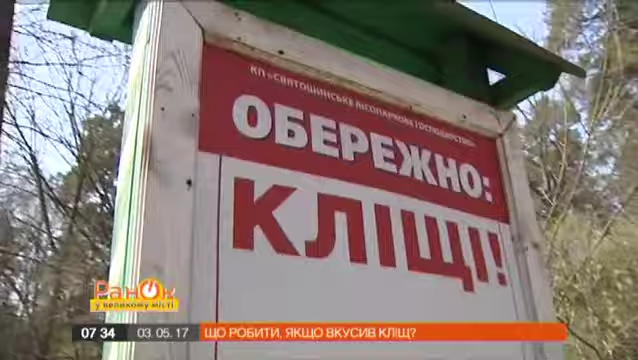 КП «СВЯТОШИНСЬКЕ ЛІСОПАРКОВЕ ГОСПОДАРСТВО»
ОБЕРЕЖНО:
КЛІЩІ!
РАНОК
У ВЕЛИКОМУ МІСТІ
07 34 03. 05. 17 ЩО РОБИТИ, ЯКЩО ВКУСИВ КЛІЩ?